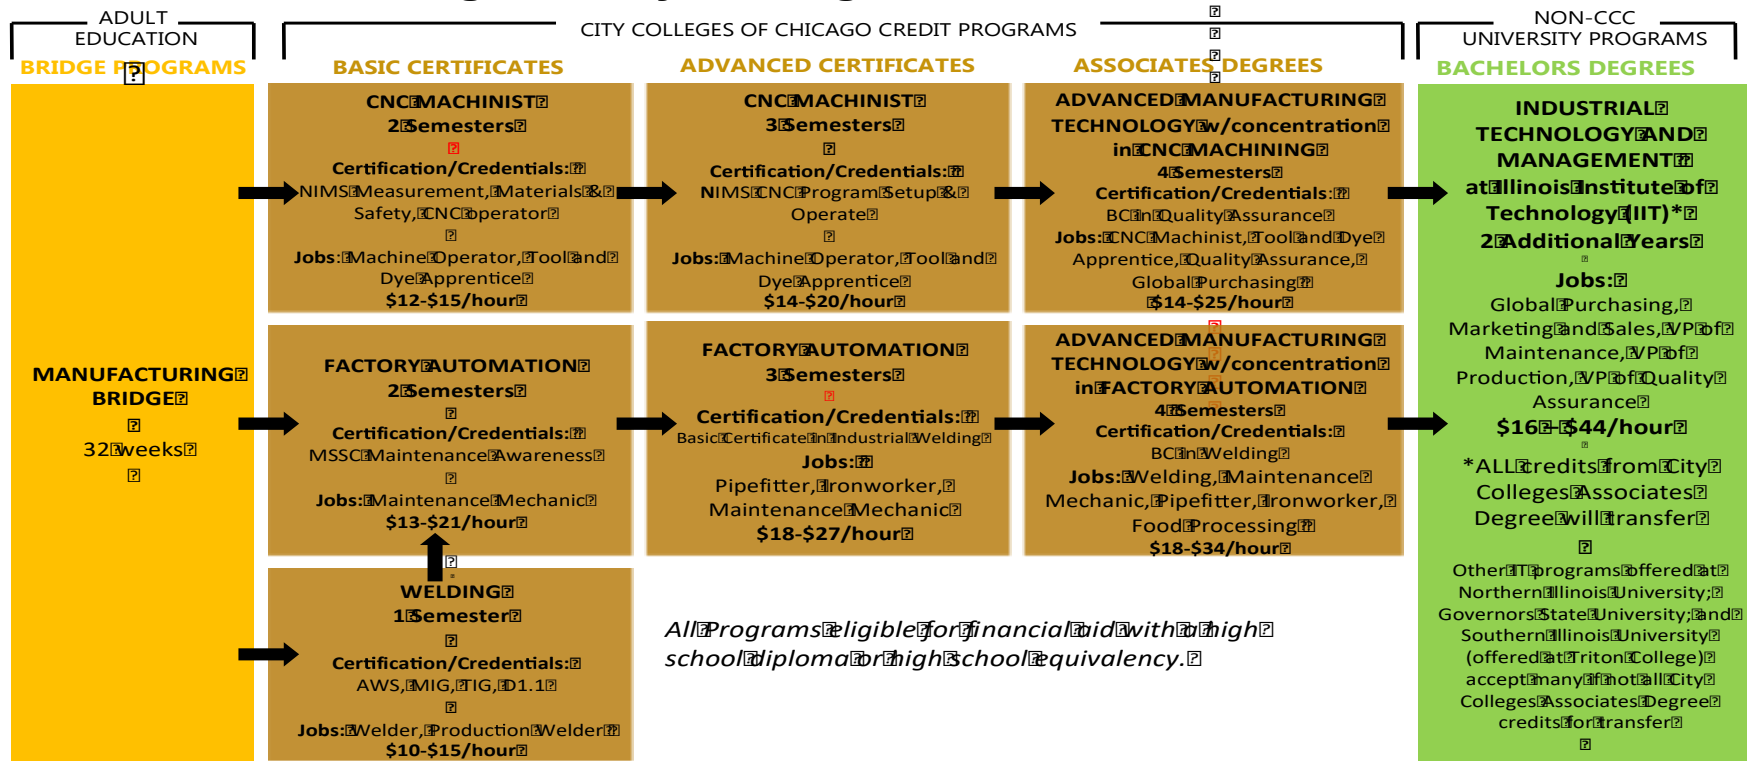 ADULT
EDUCATION
BRIDGE PROGRAMS
MANUFACTURING
BRIDGE
32 weeks
CITY COLLEGES OF CHICAGO CREDIT PROGRAMS
BASIC CERTIFICATES
CNC MACHINIST
2 Semesters
Certification/Credentials:
NIMS Measurement, Materials &
Safety, CNC operator
Jobs: Machine Operator, Tool and
Dye Apprentice
$12-$15/hour
FACTORY AUTOMATION
2 Semesters
Certification/Credentials:
MSSC Maintenance Awareness
Jobs: Maintenance Mechanic
$13-$21/hour
WELDING
1 Semester
Certification/Credentials:
AWS, MIG, TIG, D1.1
Jobs: Welder, Production Welder
$10-$15/hour
ADVANCED CERTIFICATES
CNC MACHINIST
3 Semesters
Certification/Credentials:
NIMS CNC Program Setup &
Operate
Jobs: Machine Operator, Tool and
Dye Apprentice
$14-$20/hour
FACTORY AUTOMATION
3 Semesters
Certification/Credentials:
Basic Certificate in Industrial Welding
Jobs:
Pipefitter, Ironworker,
Maintenance Mechanic
$18-$27/hour
ASSOCIATES DEGREES
ADVANCED MANUFACTURING
TECHNOLOGY w/concentration
in CNC MACHINING
4 Semesters
Certification/Credentials:
BC in Quality Assurance
Jobs: CNC Machinist, Tool and Dye
Apprentice, Quality Assurance,
Global Purchasing
$14-$25/hour
ADVANCED MANUFACTURING
TECHNOLOGY w/concentration
in FACTORY AUTOMATION
4 Semesters
Certification/Credentials:
BC in Welding
Jobs: Welding, Maintenance
Mechanic, Pipefitter, Ironworker,
Food Processing
$18-$34/hour
All Programs eligible for financial aid with a high
school diploma or high school equivalency.
NON-CCC
UNIVERSITY PROGRAMS
BACHELORS DEGREES
INDUSTRIAL
TECHNOLOGY AND
MANAGEMENT
at Illinois Institute of
Technology (IIT)*
2 Additional Years
Jobs:
Global Purchasing,
Marketing and Sales, VP of
Maintenance, VP of
Production, VP of Quality
Assurance
$16 – $44/hour
*ALL credits from City
Colleges Associates
Degree will transfer
Other IT programs offered at
Northern Illinois University;
Governors State University; and
Southern Illinois University
(offered at Triton College)
accept many if not all City
Colleges Associates Degree
credits for transfer